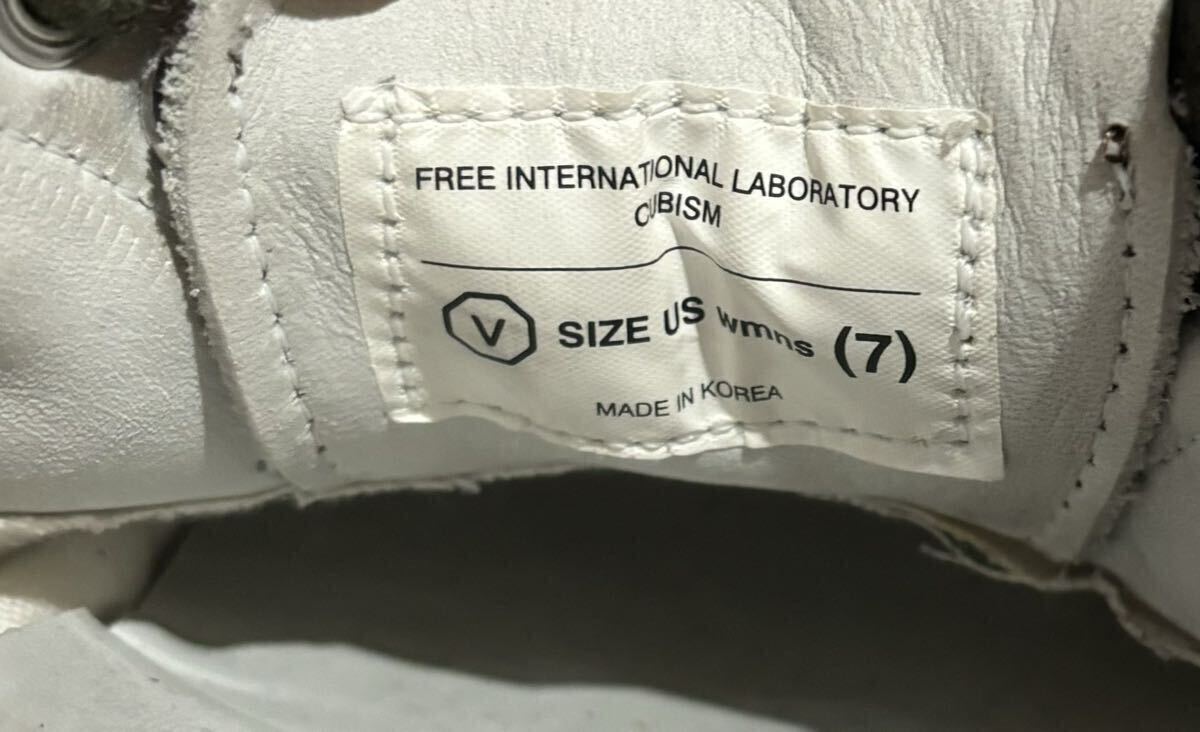 FREE INTERNATIONAL LABORATORY
CUBISM
V SIZE US wmns (7)
MADE IN KOREA